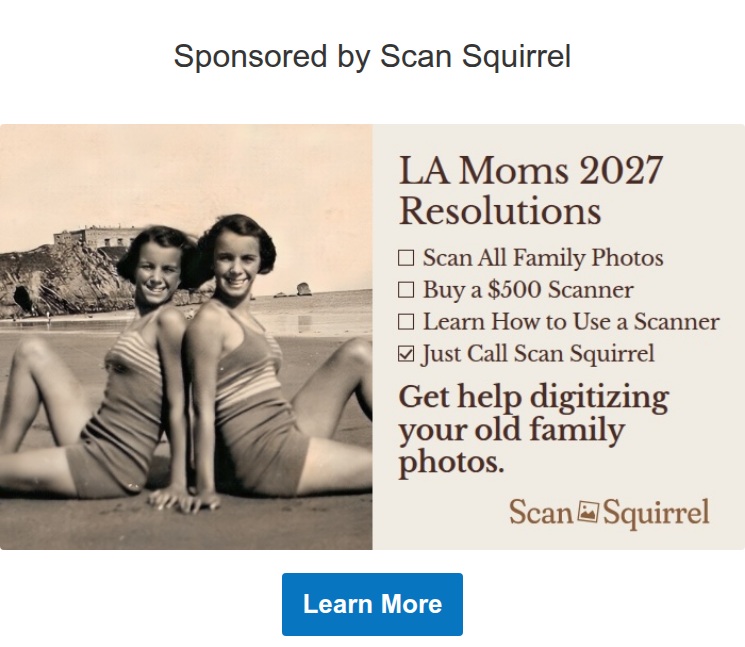 Sponsored by Scan Squirrel
LA Moms 2027
Resolutions
☐ Scan All Family Photos
☐ Buy a $500 Scanner
☐ Learn How to Use a Scanner
☑ Just Call Scan Squirrel
Get help digitizing
your old family
photos.
Scan Squirrel
Learn More